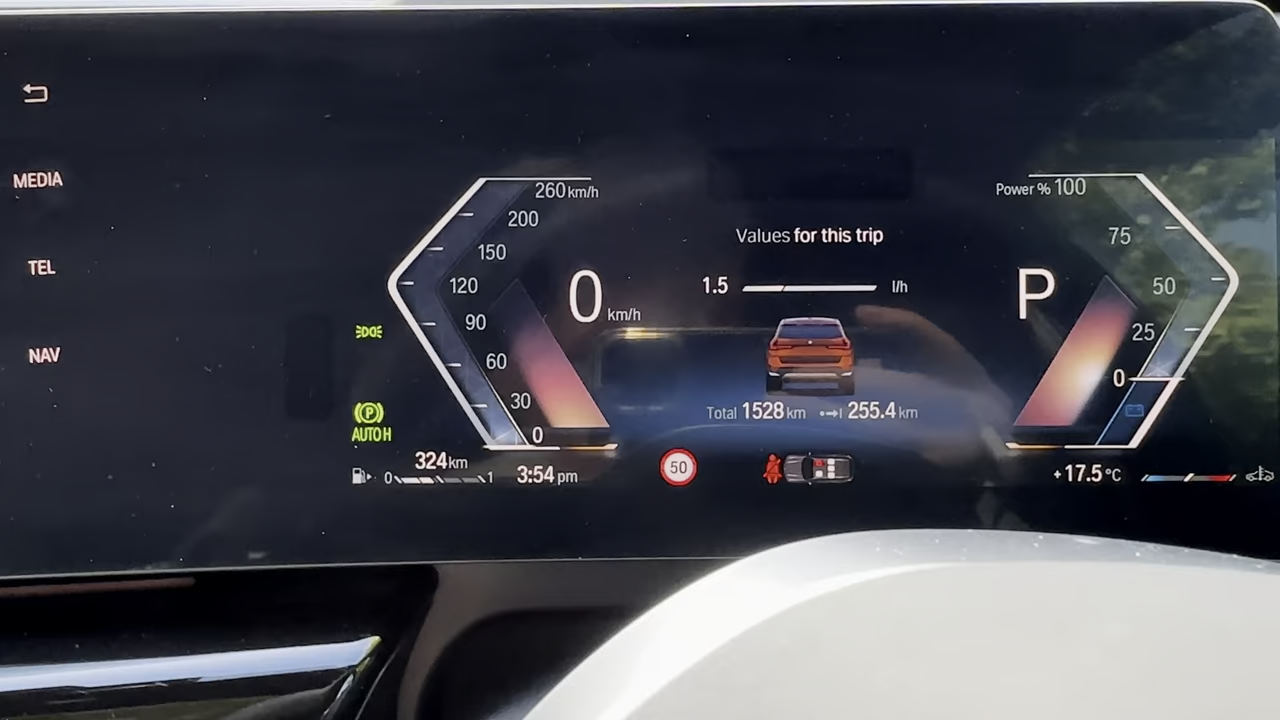 MEDIA
TEL
NAV
260 km/h
200
150
120
90
60
30
0
0 km/h
Values for this trip
1.5 l/h
Total 1528 km 255.4 km
Power % 100
75
50
25
0
P
P
AUTO H
324 km
0 1
3:54 pm
50
+17.5 °C